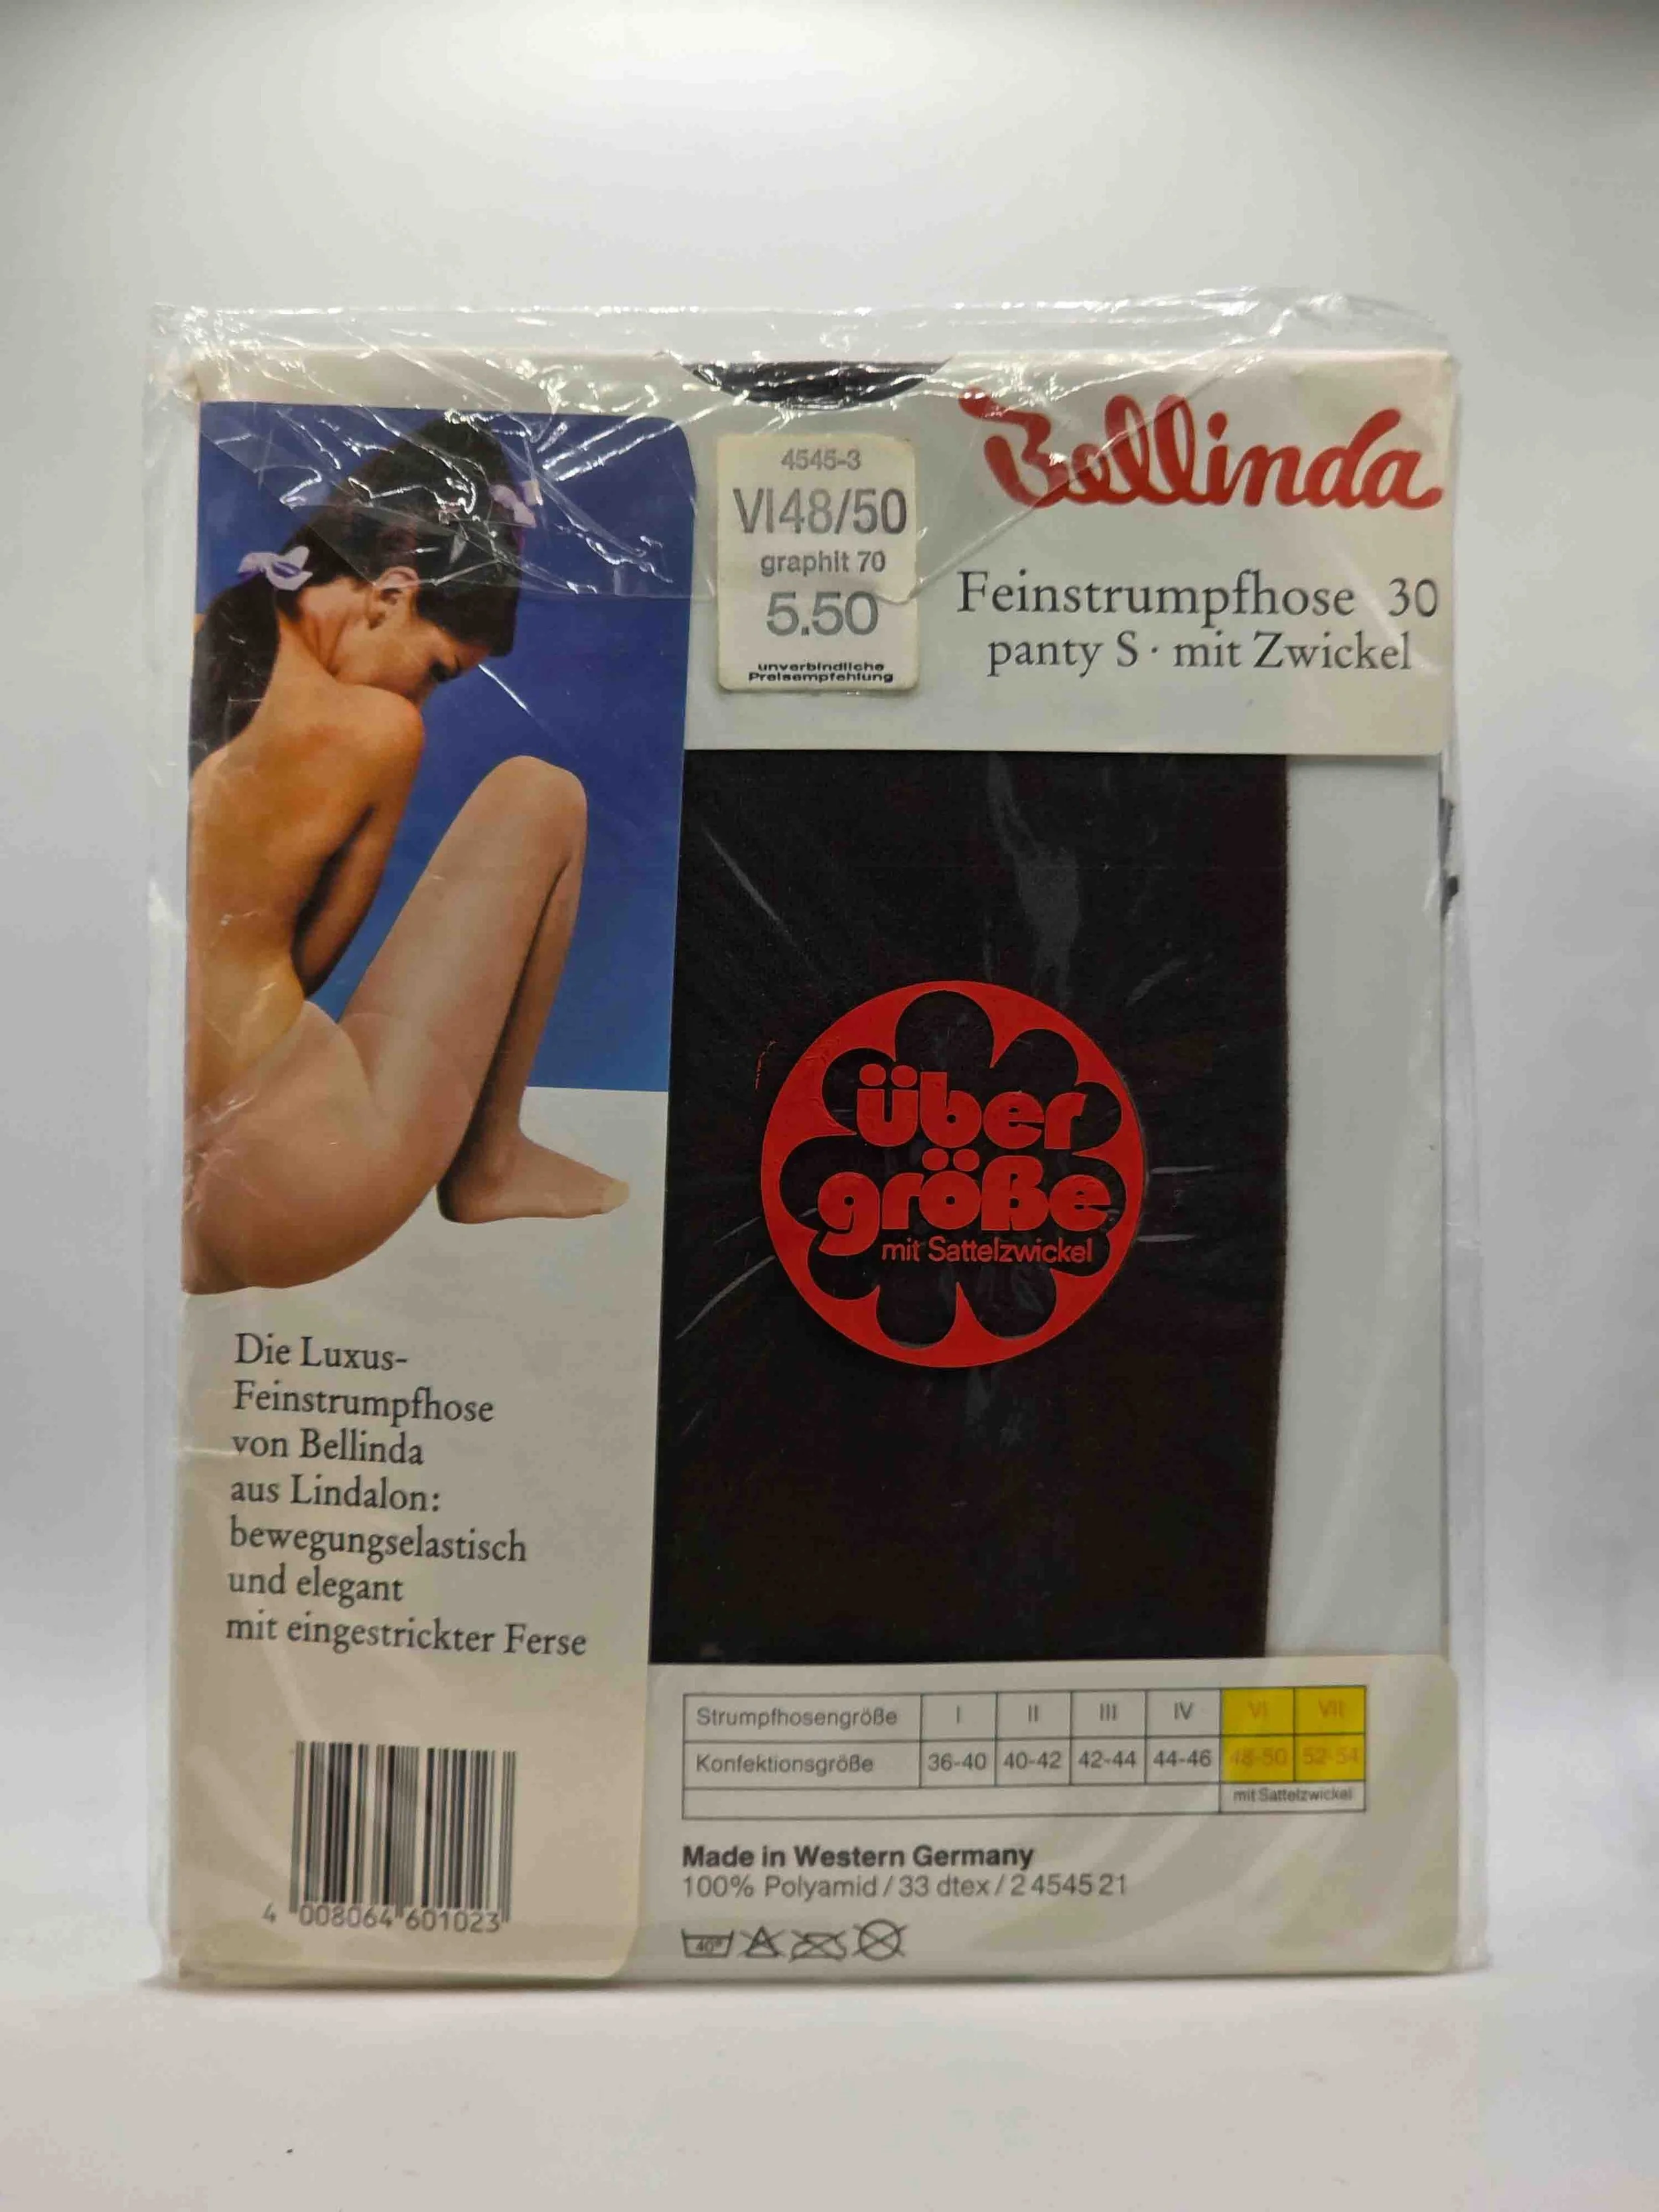 4545-3
VI48/50
graphit 70
5.50
unverbindliche
Preisempfehlung
Bellinda
Feinstrumpfhose 30
panty S · mit Zwickel
über
größe
mit Sattelzwickel
Die Luxus-
Feinstrumpfhose
von Bellinda
aus Lindalon:
bewegungselastisch
und elegant
mit eingestrickter Ferse
Strumpfhosengröße I II III IV VI VII
Konfektionsgröße 36-40 40-42 42-44 44-46 48-50 52-54
mit Sattelzwickel
Made in Western Germany
100% Polyamid / 33 dtex / 2 4545 21
40°
4 008064 601023